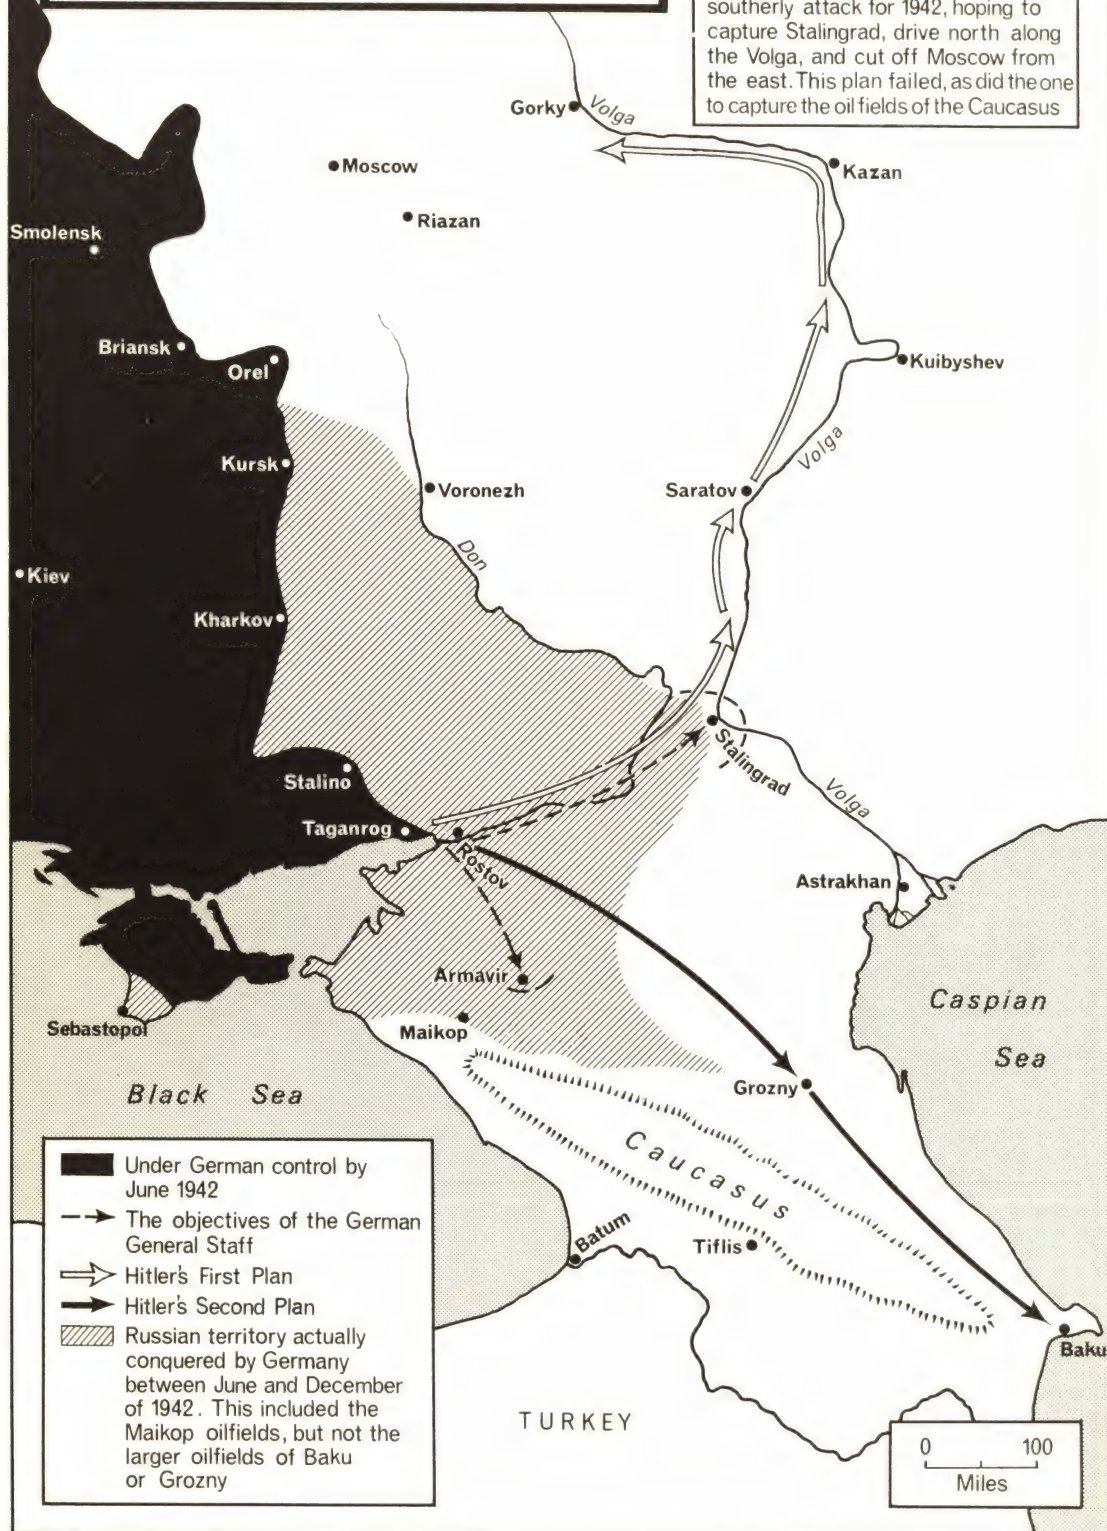 southerly attack for 1942, hoping to
capture Stalingrad, drive north along
the Volga, and cut off Moscow from
the east. This plan failed, as did the one
to capture the oil fields of the Caucasus
Gorky
Volga
Moscow
Kazan
Riazan
Smolensk
Briansk
Orel
Kuibyshev
Volga
Kursk
Voronezh
Saratov
Don
Kiev
Kharkov
Stalingrad
Stalino
Volga
Taganrog
Rostov
Astrakhan
Armavir
Caspian
Sea
Sebastopol
Maikop
Black Sea
Grozny
Caucasus
Batum
Tiflis
Baku
TURKEY
Under German control by
June 1942
The objectives of the German
General Staff
Hitler's First Plan
Hitler's Second Plan
Russian territory actually
conquered by Germany
between June and December
of 1942. This included the
Maikop oilfields, but not the
larger oilfields of Baku
or Grozny
0 100
Miles